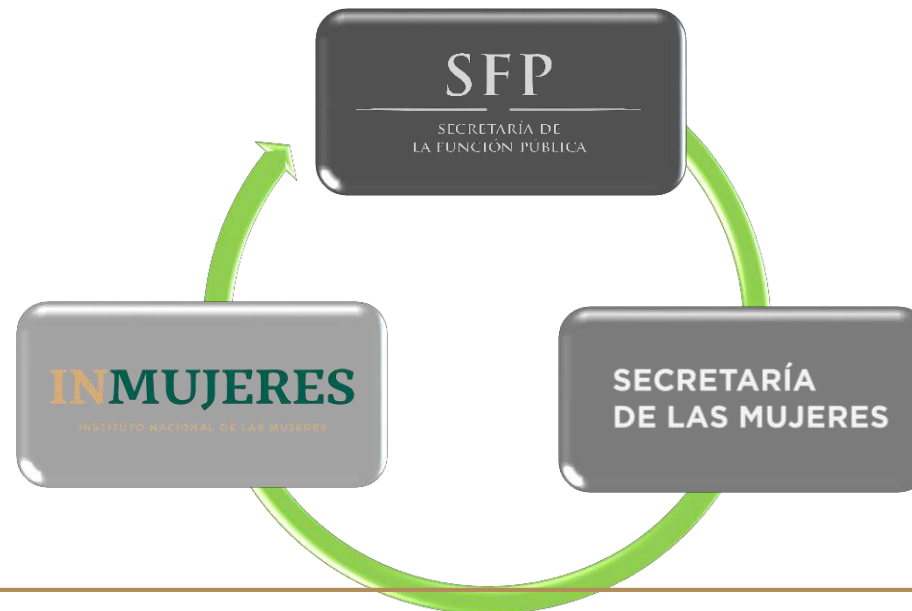 SFP
SECRETARÍA DE
LA FUNCIÓN PÚBLICA
INMUJERES
INSTITUTO NACIONAL DE LAS MUJERES
SECRETARÍA
DE LAS MUJERES